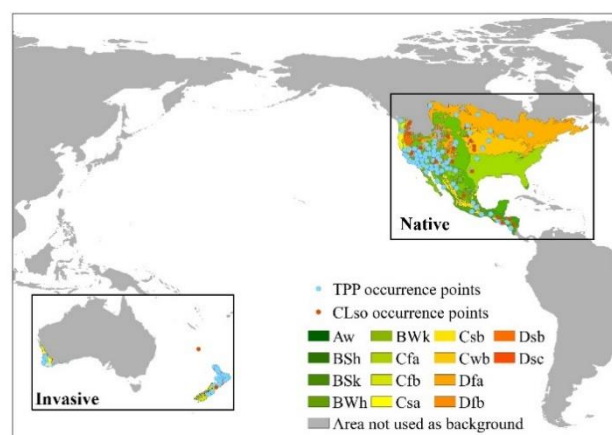 Native
TPP occurrence points
CLso occurrence points
Aw BWk Csb Dsb
BSh Cfa Cwb Dsc
BSk Cfb Dfa
BWh Csa Dfb
Area not used as background
Invasive